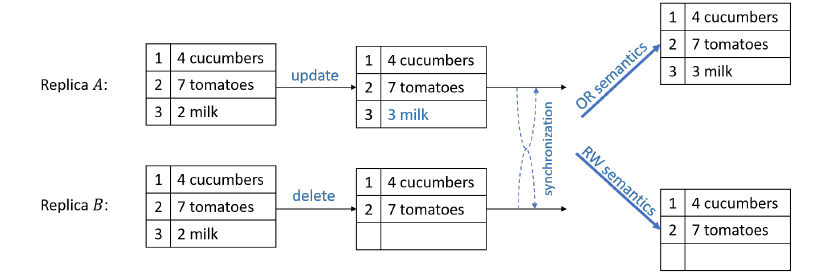 Replica A:
1 4 cucumbers
2 7 tomatoes
3 2 milk
update
1 4 cucumbers
2 7 tomatoes
3 3 milk
Replica B:
1 4 cucumbers
2 7 tomatoes
3 2 milk
delete
1 4 cucumbers
2 7 tomatoes
synchronization
OR semantics
1 4 cucumbers
2 7 tomatoes
3 3 milk
RW semantics
1 4 cucumbers
2 7 tomatoes